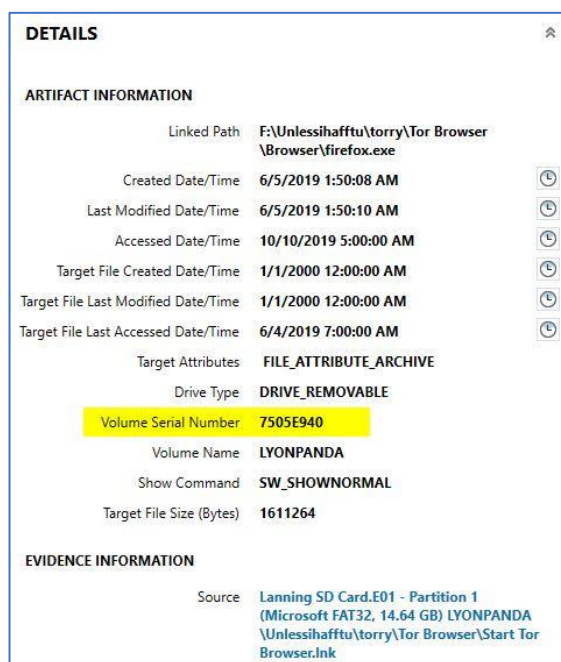 DETAILS
ARTIFACT INFORMATION
Linked Path F:\Unlessihafftu\torry\Tor Browser
\Browser\firefox.exe
Created Date/Time 6/5/2019 1:50:08 AM
Last Modified Date/Time 6/5/2019 1:50:10 AM
Accessed Date/Time 10/10/2019 5:00:00 AM
Target File Created Date/Time 1/1/2000 12:00:00 AM
Target File Last Modified Date/Time 1/1/2000 12:00:00 AM
Target File Last Accessed Date/Time 6/4/2019 7:00:00 AM
Target Attributes FILE_ATTRIBUTE_ARCHIVE
Drive Type DRIVE_REMOVABLE
Volume Serial Number 7505E940
Volume Name LYONPANDA
Show Command SW_SHOWNORMAL
Target File Size (Bytes) 1611264
EVIDENCE INFORMATION
Source Lanning SD Card.E01 - Partition 1
(Microsoft FAT32, 14.64 GB) LYONPANDA
\Unlessihafftu\torry\Tor Browser\Start Tor
Browser.lnk